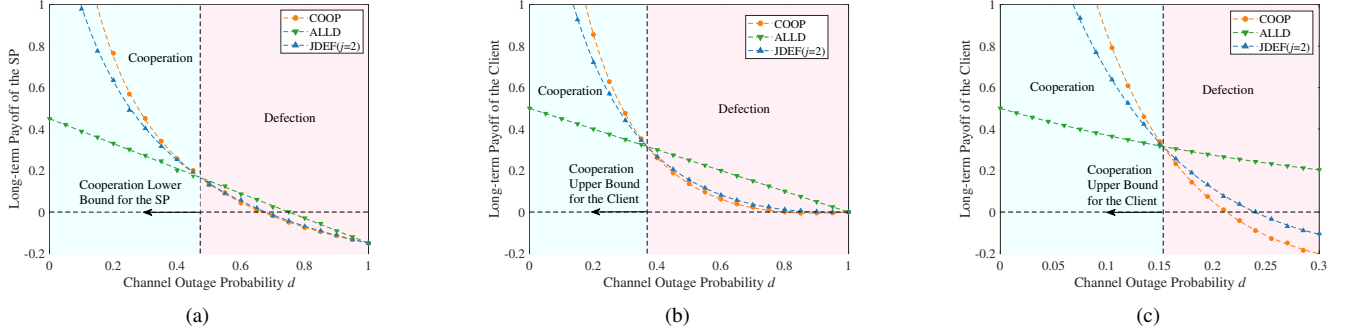 1
0.8
0.6
0.4
0.2
0
-0.2
Long-term Payoff of the SP
COOP
ALLD
JDEF(j=2)
Cooperation
Defection
Cooperation Lower
Bound for the SP
0
0.2
0.4
0.6
0.8
1
Channel Outage Probability d
(a)
1
0.8
0.6
0.4
0.2
0
-0.2
Long-term Payoff of the Client
COOP
ALLD
JDEF(j=2)
Cooperation
Defection
Cooperation
Upper Bound
for the Client
0
0.2
0.4
0.6
0.8
1
Channel Outage Probability d
(b)
1
0.8
0.6
0.4
0.2
0
-0.2
Long-term Payoff of the Client
COOP
ALLD
JDEF(j=2)
Cooperation
Defection
Cooperation
Upper Bound
for the Client
0
0.05
0.1
0.15
0.2
0.25
0.3
Channel Outage Probability d
(c)